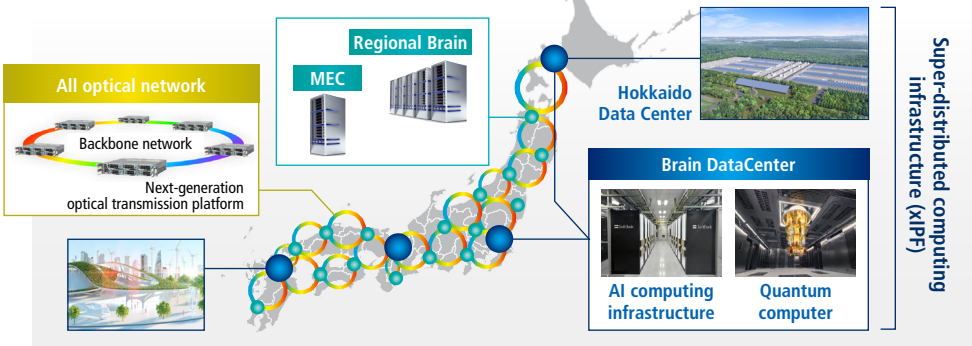 All optical network
Backbone network
Next-generation
optical transmission platform
Regional Brain
MEC
Hokkaido
Data Center
Brain DataCenter
SoftBank
AI computing
infrastructure
Quantum
computer
Super-distributed computing
infrastructure (xIPF)